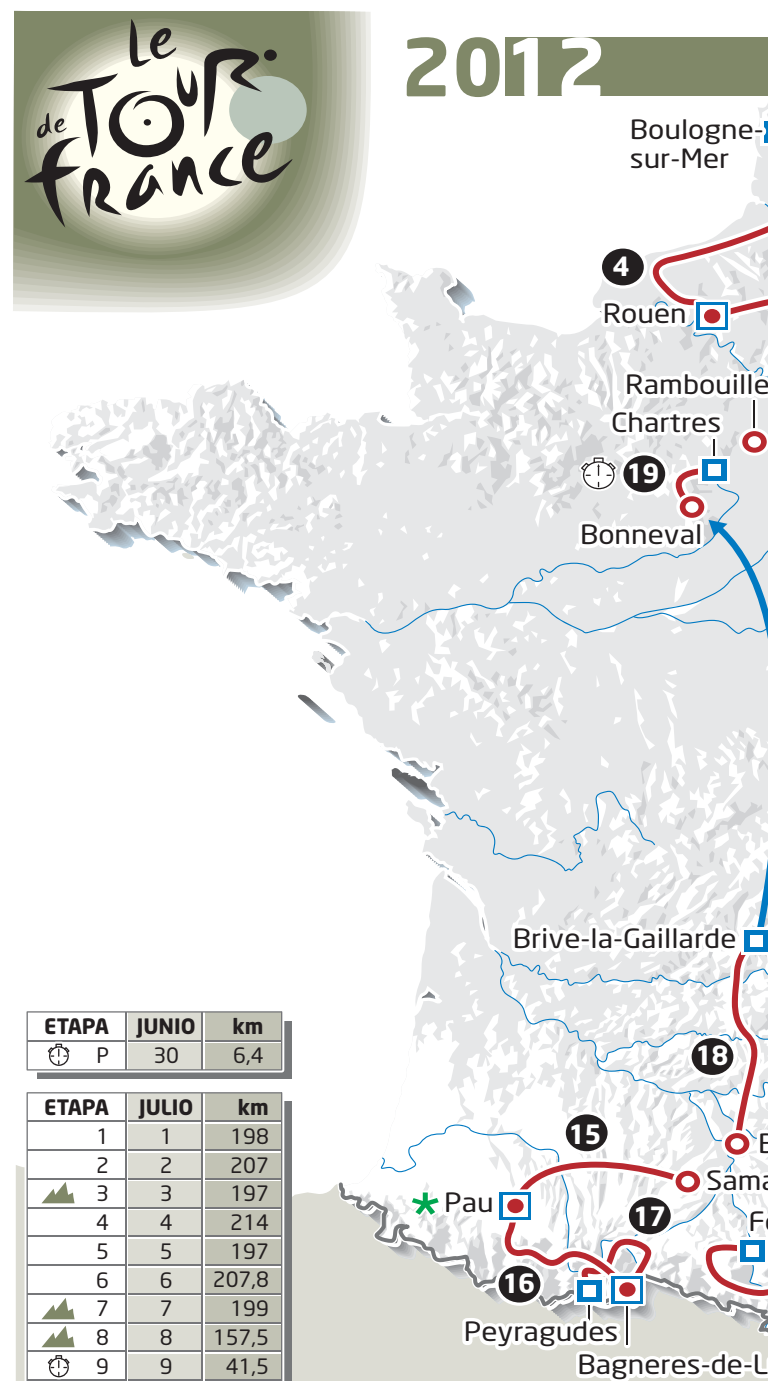 Le
TOUR
de
FRANCE
2012
Boulogne-
sur-Mer
4
Rouen
Rambouille
Chartres
19
Bonneval
Brive-la-Gaillarde
18
15
B
Sama
* Pau
17
Fo
16
Peyragudes
Bagneres-de-L
ETAPA JUNIO km
P 30 6,4
ETAPA JULIO km
1 1 198
2 2 207
3 3 197
4 4 214
5 5 197
6 6 207,8
7 7 199
8 8 157,5
9 9 41,5